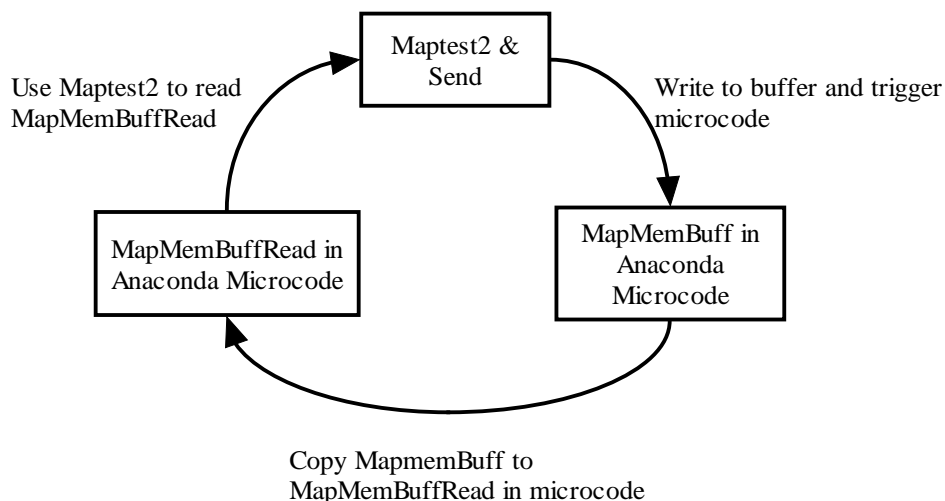 Maptest2 &
Send
Use Maptest2 to read
MapMemBuffRead
Write to buffer and trigger
microcode
MapMemBuffRead in
Anaconda Microcode
MapMemBuff in
Anaconda
Microcode
Copy MapmemBuff to
MapMemBuffRead in microcode